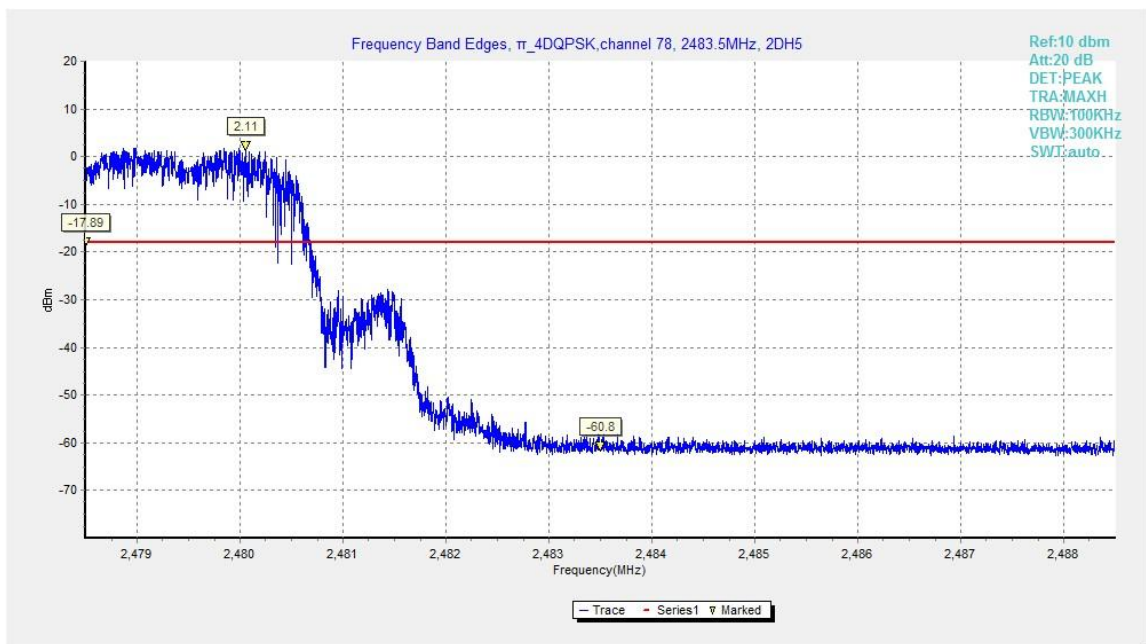 Frequency Band Edges, π_4DQPSK,channel 78, 2483.5MHz, 2DH5
Ref:10 dbm
Att:20 dB
DET:PEAK
TRA:MAXH
RBW:100KHz
VBW:300KHz
SWT:auto
20
10
0
-10
-20
-30
-40
-50
-60
-70
dBm
2.11
-17.89
-60.8
2,479
2,480
2,481
2,482
2,483
2,484
2,485
2,486
2,487
2,488
Frequency(MHz)
Trace Series1 Marked